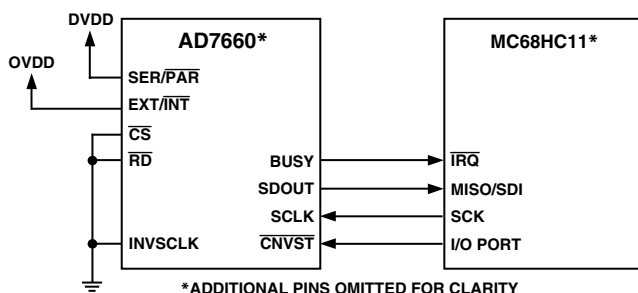 DVDD
OVDD
AD7660*
SER/PAR
EXT/INT
CS
RD
INVSCLK
BUSY
SDOUT
SCLK
CNVST
MC68HC11*
IRQ
MISO/SDI
SCK
I/O PORT
*ADDITIONAL PINS OMITTED FOR CLARITY